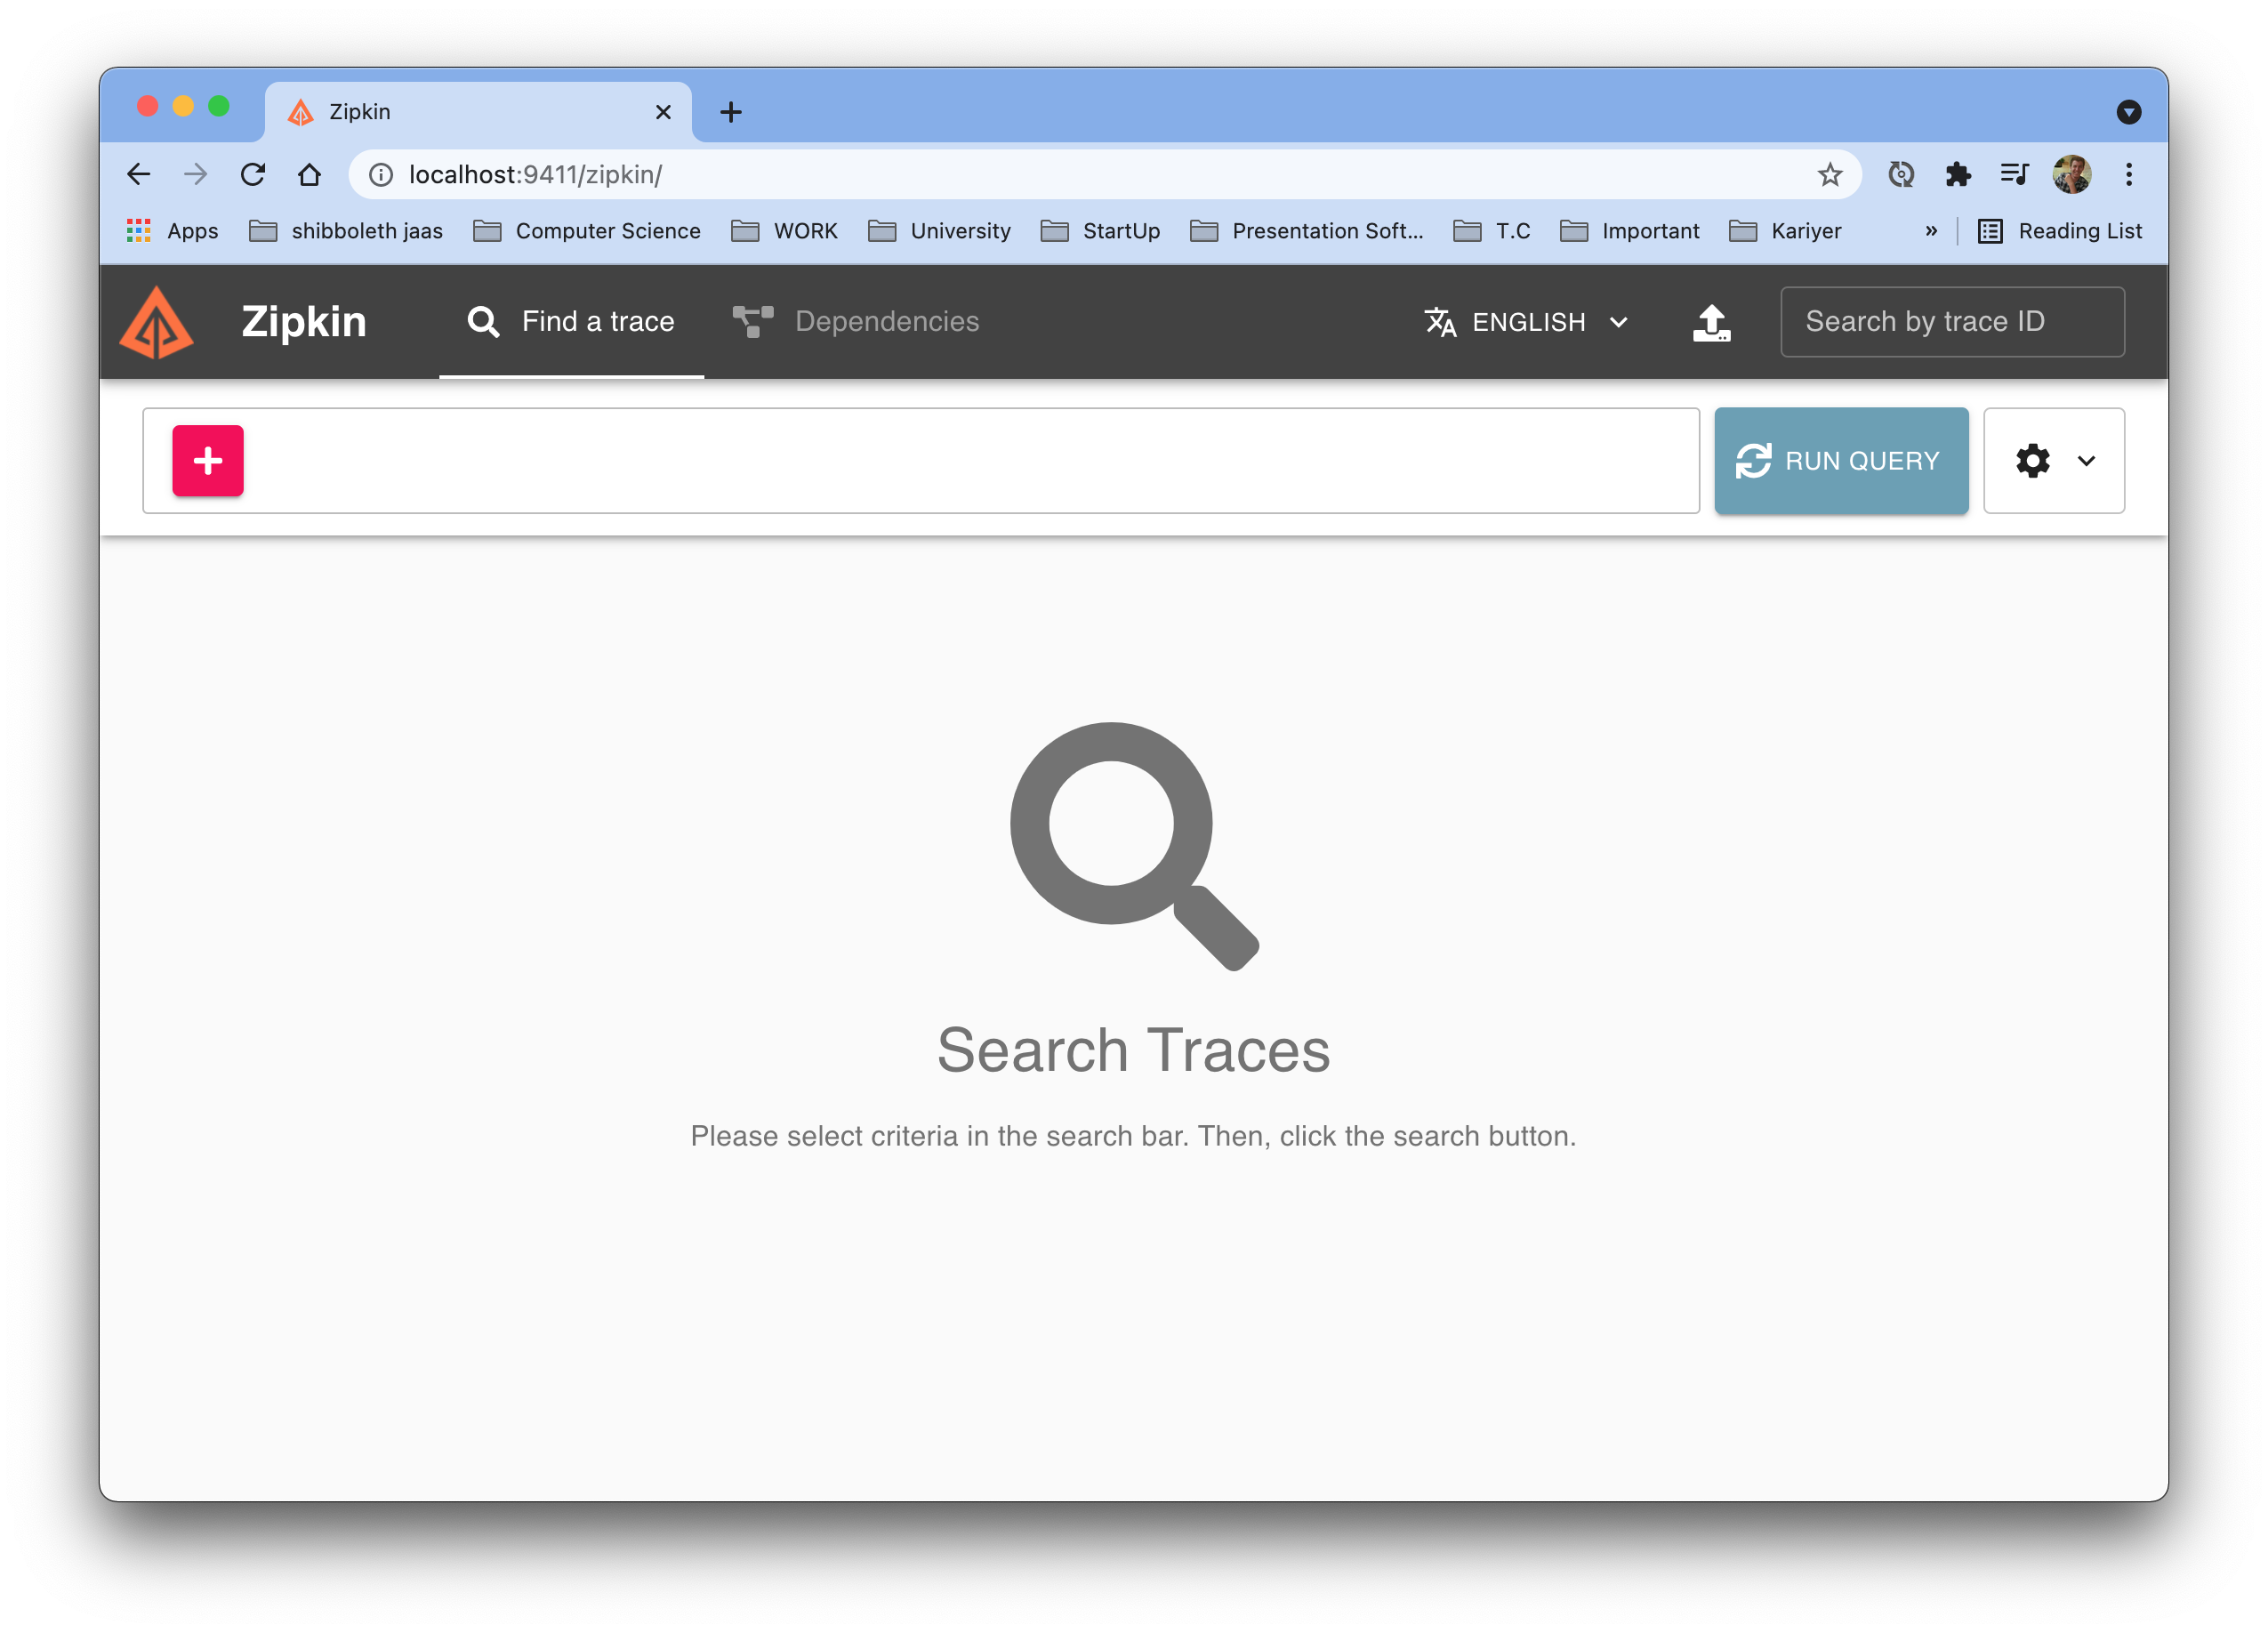 Zipkin
localhost:9411/zipkin/
Apps shibboleth jaas Computer Science WORK University StartUp Presentation Soft... T.C Important Kariyer » Reading List
Zipkin Find a trace Dependencies ENGLISH Search by trace ID
RUN QUERY
Search Traces
Please select criteria in the search bar. Then, click the search button.